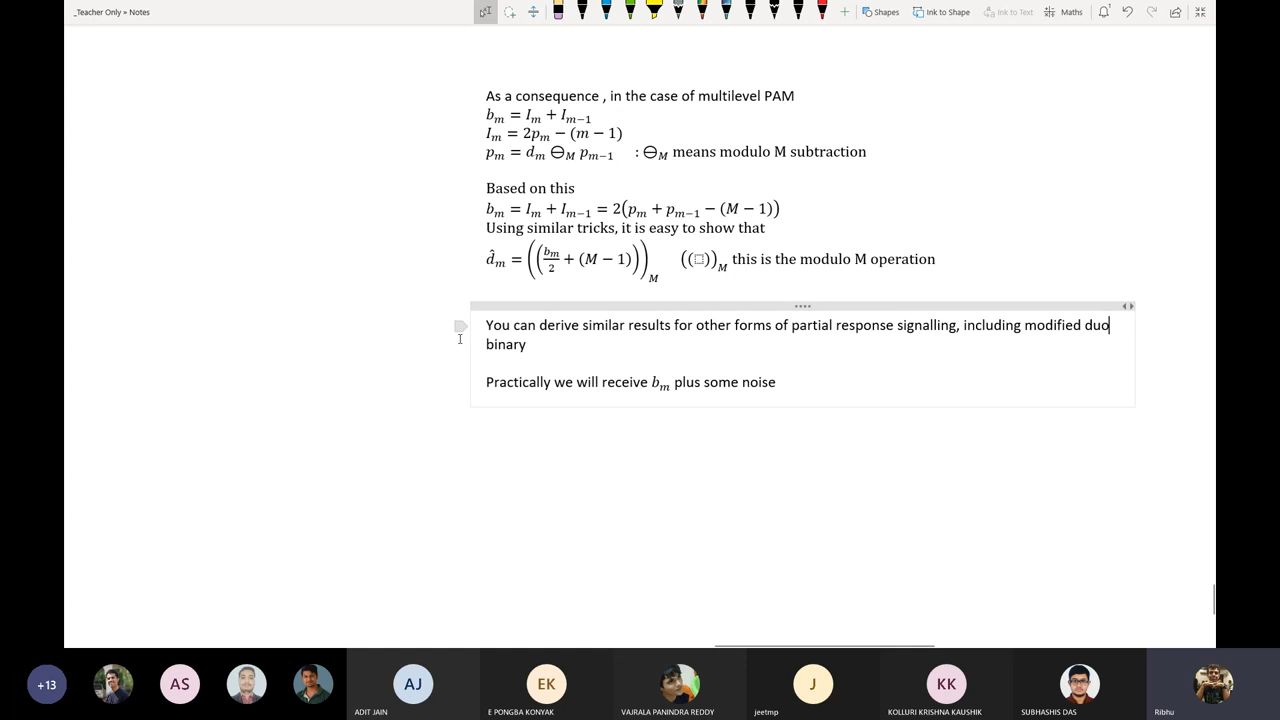 _Teacher Only » Notes
Shapes
Ink to Shape
Ink to Text
Maths
As a consequence , in the case of multilevel PAM
b_m = I_m + I_{m-1}
I_m = 2p_m − (m − 1)
p_m = d_m ⊖_M p_{m-1} : ⊖_M means modulo M subtraction
Based on this
b_m = I_m + I_{m-1} = 2(p_m + p_{m-1} − (M − 1))
Using similar tricks, it is easy to show that
d̂_m = ((b_m/2 + (M − 1)))_M ((⬚))_M this is the modulo M operation
You can derive similar results for other forms of partial response signalling, including modified duo
binary
Practically we will receive b_m plus some noise
+13
AS
AJ
EK
J
KK
ADIT JAIN
E PONGBA KONYAK
VAJRALA PANINDRA REDDY
jeetmp
KOLLURI KRISHNA KAUSHIK
SUBHASHIS DAS
Ribhu